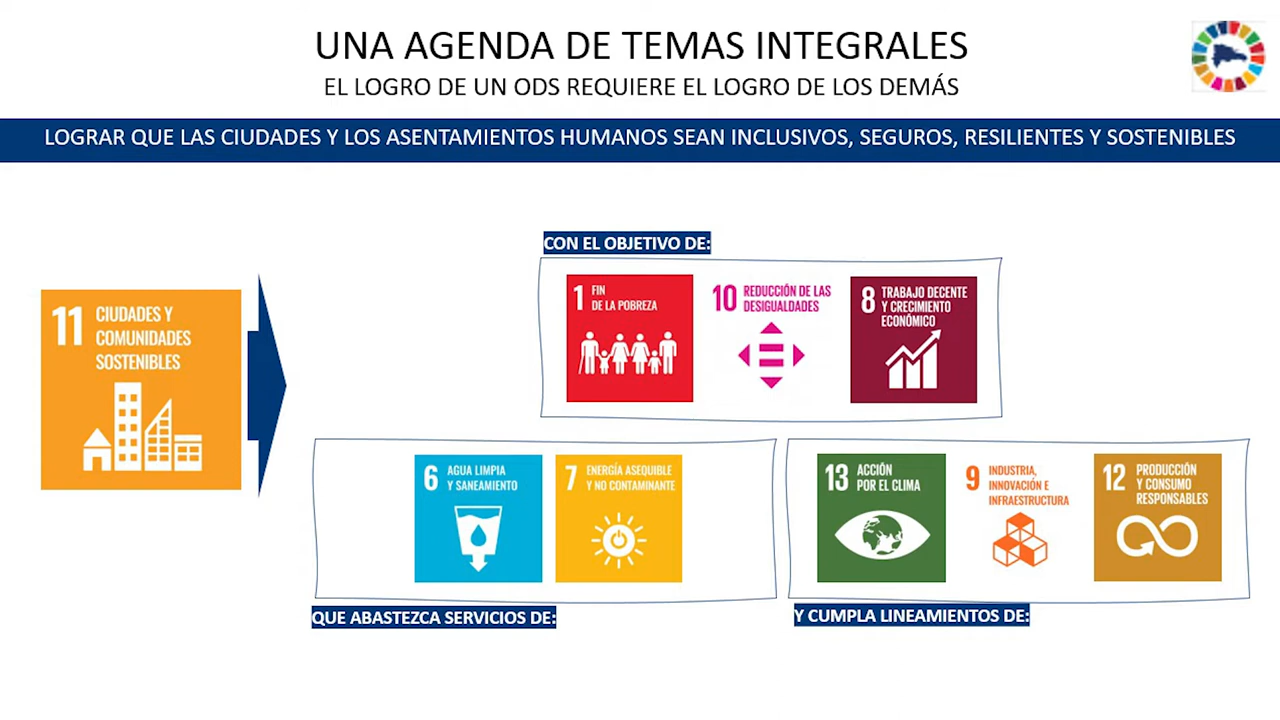 UNA AGENDA DE TEMAS INTEGRALES
EL LOGRO DE UN ODS REQUIERE EL LOGRO DE LOS DEMÁS
LOGRAR QUE LAS CIUDADES Y LOS ASENTAMIENTOS HUMANOS SEAN INCLUSIVOS, SEGUROS, RESILIENTES Y SOSTENIBLES
11 CIUDADES Y
COMUNIDADES
SOSTENIBLES
CON EL OBJETIVO DE:
1 FIN
DE LA POBREZA
10 REDUCCIÓN DE LAS
DESIGUALDADES
8 TRABAJO DECENTE
Y CRECIMIENTO
ECONÓMICO
6 AGUA LIMPIA
Y SANEAMIENTO
7 ENERGÍA ASEQUIBLE
Y NO CONTAMINANTE
QUE ABASTEZCA SERVICIOS DE:
13 ACCIÓN
POR EL CLIMA
9 INDUSTRIA,
INNOVACIÓN E
INFRAESTRUCTURA
12 PRODUCCIÓN
Y CONSUMO
RESPONSABLES
Y CUMPLA LINEAMIENTOS DE: